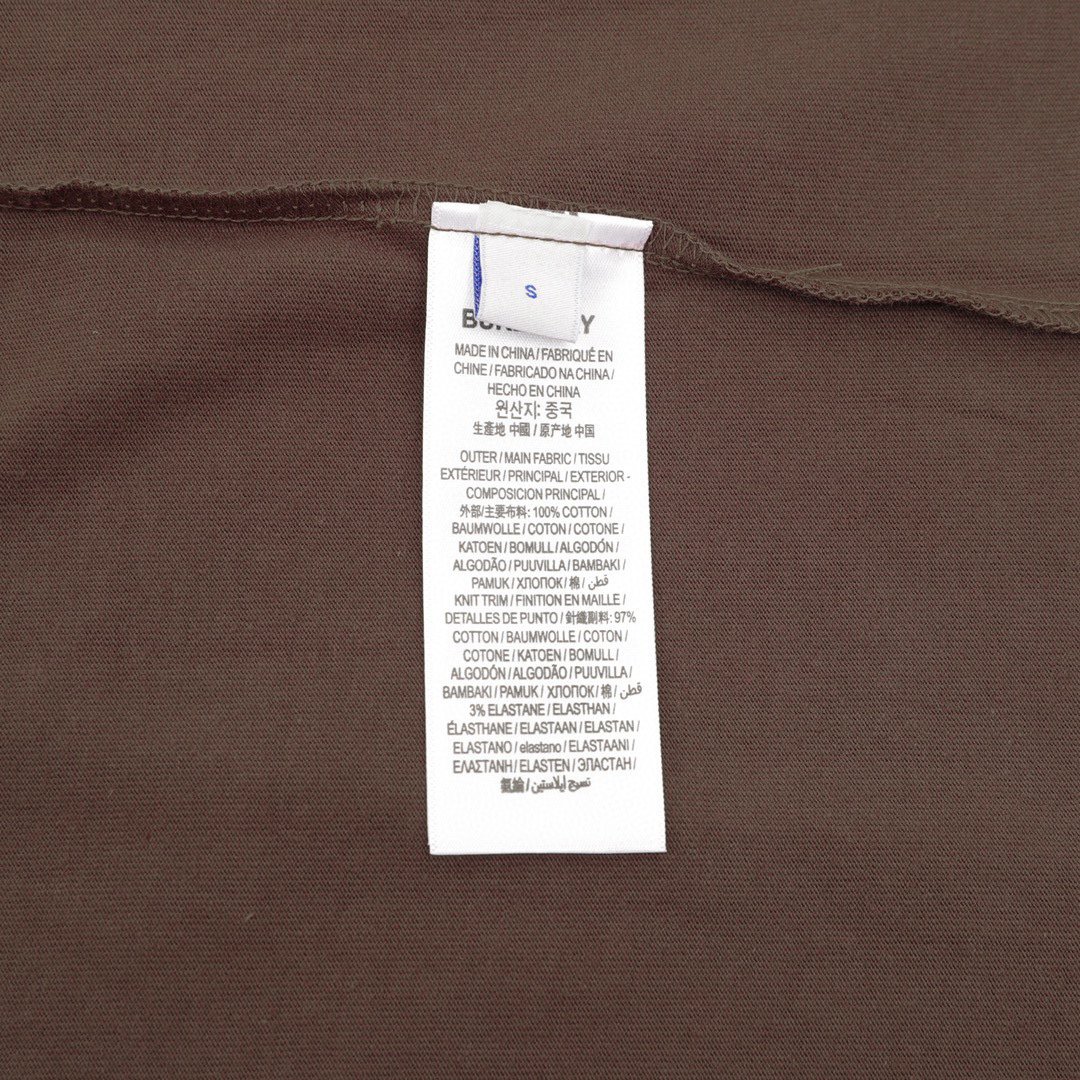 S
MADE IN CHINA / FABRIQUÉ EN
CHINE / FABRICADO NA CHINA /
HECHO EN CHINA
원산지: 중국
生產地 中國 / 原产地 中国
OUTER / MAIN FABRIC / TISSU
EXTÉRIEUR / PRINCIPAL / EXTERIOR -
COMPOSICION PRINCIPAL /
外部/主要布料: 100% COTTON /
BAUMWOLLE / COTON / COTONE /
KATOEN / BOMULL / ALGODÓN /
ALGODÃO / PUUVILLA / BAMBAKI /
PAMUK / ХЛОПОК / 棉 / قطن
KNIT TRIM / FINITION EN MAILLE /
DETALLES DE PUNTO / 針織副料: 97%
COTTON / BAUMWOLLE / COTON /
COTONE / KATOEN / BOMULL /
ALGODÓN / ALGODÃO / PUUVILLA /
BAMBAKI / PAMUK / ХЛОПОК / 棉 / قطن
3% ELASTANE / ELASTHAN /
ÉLASTHANE / ELASTAAN / ELASTAN /
ELASTANO / elastano / ELASTAANI /
ΕΛΑΣΤΑΝΗ / ELASTEN / ЭЛАСТАН /
氨綸 / نسيج إيلاستين